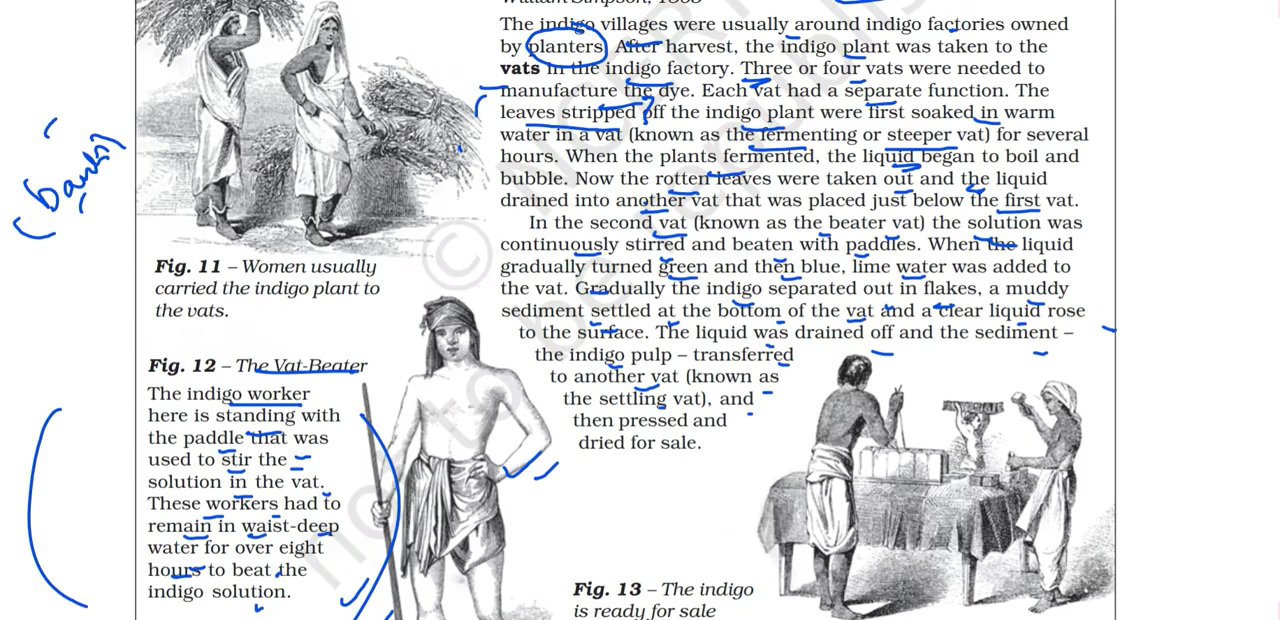 The indigo villages were usually around indigo factories owned
by planters. After harvest, the indigo plant was taken to the
vats in the indigo factory. Three or four vats were needed to
manufacture the dye. Each vat had a separate function. The
leaves stripped off the indigo plant were first soaked in warm
water in a vat (known as the fermenting or steeper vat) for several
hours. When the plants fermented, the liquid began to boil and
bubble. Now the rotten leaves were taken out and the liquid
drained into another vat that was placed just below the first vat.
In the second vat (known as the beater vat) the solution was
continuously stirred and beaten with paddles. When the liquid
gradually turned green and then blue, lime water was added to
the vat. Gradually the indigo separated out in flakes, a muddy
sediment settled at the bottom of the vat and a clear liquid rose
to the surface. The liquid was drained off and the sediment –
the indigo pulp – transferred
to another vat (known as
the settling vat), and
then pressed and
dried for sale.
Fig. 11 – Women usually
carried the indigo plant to
the vats.
Fig. 12 – The Vat-Beater
The indigo worker
here is standing with
the paddle that was
used to stir the
solution in the vat.
These workers had to
remain in waist-deep
water for over eight
hours to beat the
indigo solution.
Fig. 13 – The indigo
is ready for sale